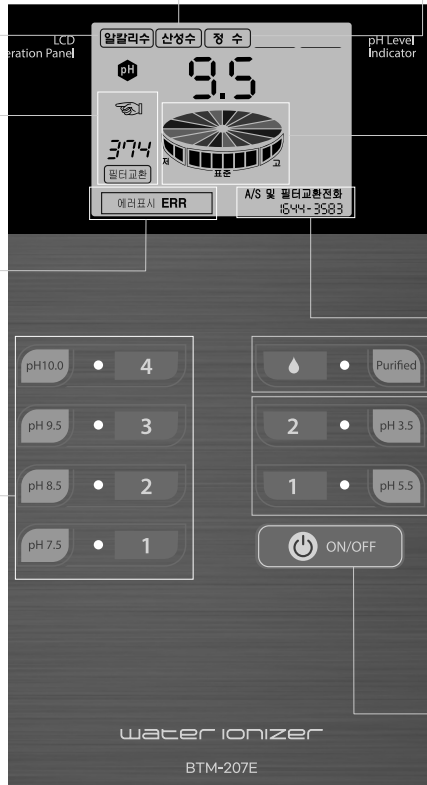 알칼리수 산성수 정 수
LCD
eration Panel
pH Level
Indicator
pH
9.5
374
필터교환
저
표준
고
에러표시 ERR
A/S 및 필터교환전화
1644-3583
pH10.0 4
Purified
pH 9.5 3
2 pH 3.5
pH 8.5 2
1 pH 5.5
pH 7.5 1
ON/OFF
water ionizer
BTM-207E